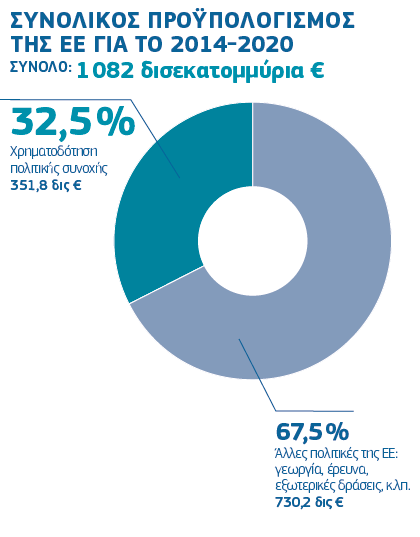 ΣΥΝΟΛΙΚΟΣ ΠΡΟΫΠΟΛΟΓΙΣΜΟΣ
ΤΗΣ ΕΕ ΓΙΑ ΤΟ 2014-2020
ΣΥΝΟΛΟ: 1 082 δισεκατομμύρια €
32,5 %
Χρηματοδότηση
πολιτικής συνοχής
351,8 δις €
67,5 %
Άλλες πολιτικές της ΕΕ:
γεωργία, έρευνα,
εξωτερικές δράσεις, κ.λπ.
730,2 δις €